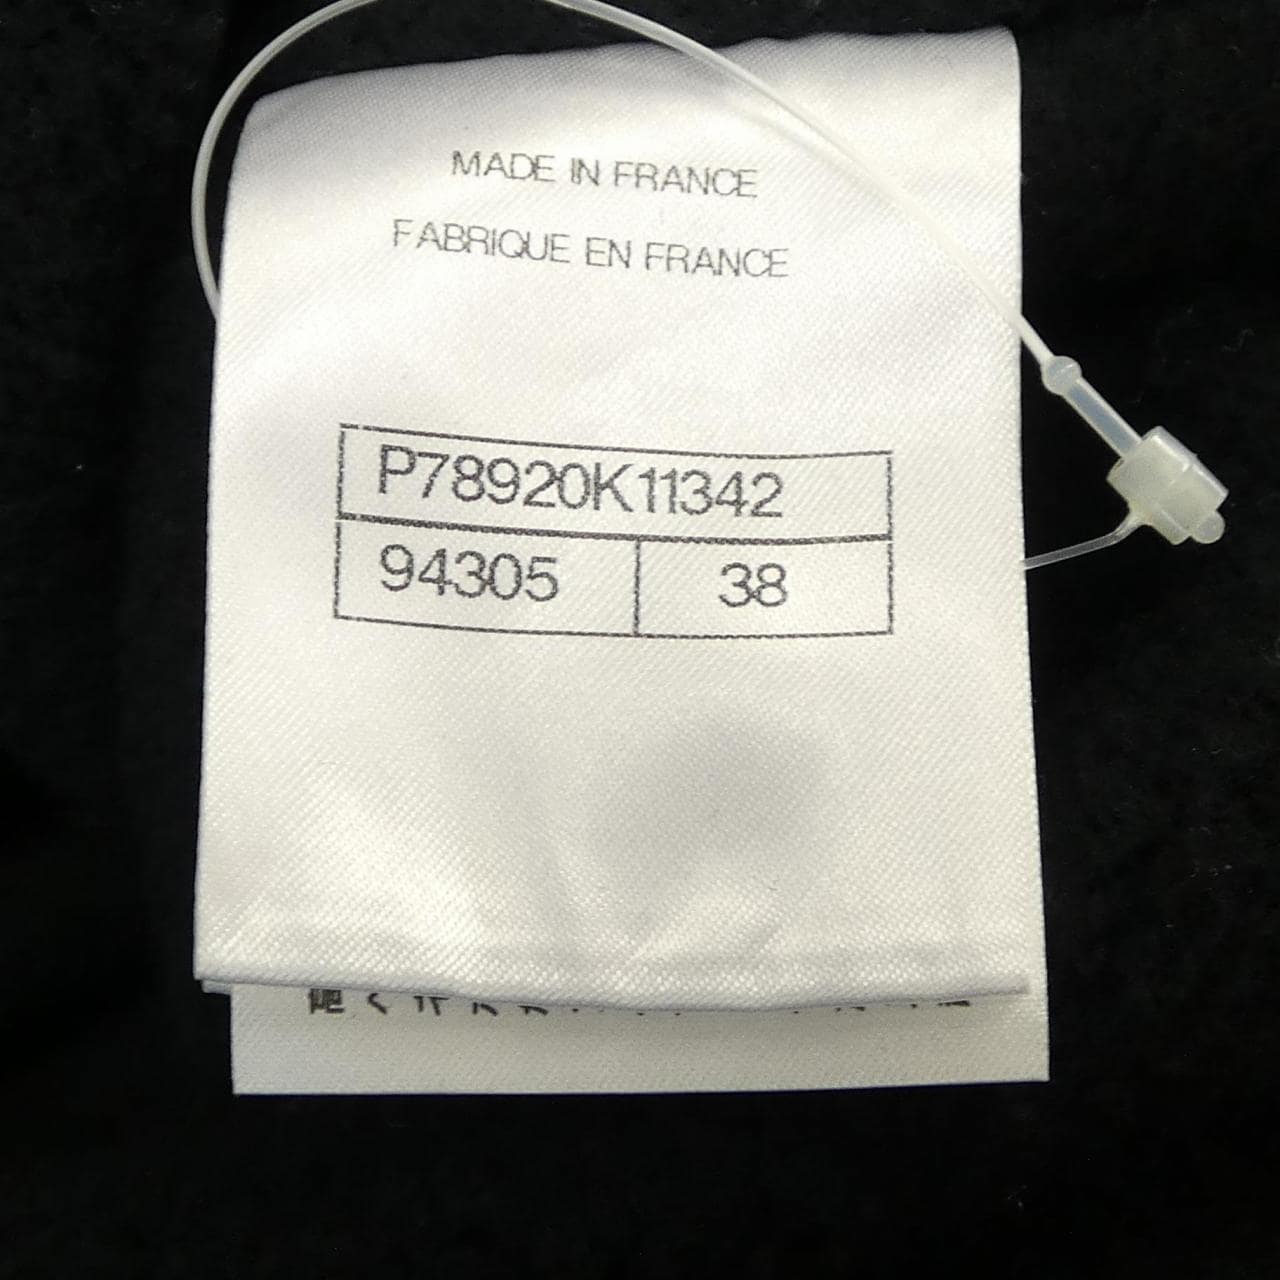 MADE IN FRANCE
FABRIQUE EN FRANCE
P78920K11342
94305 38